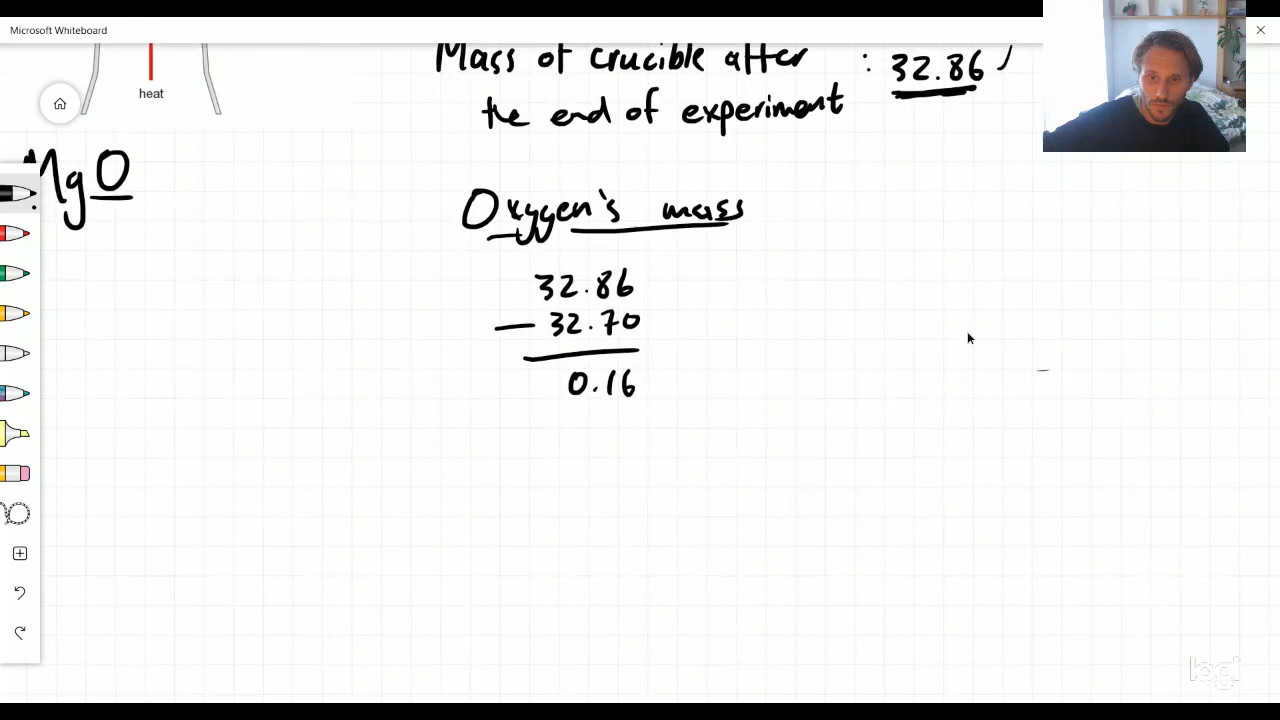 Microsoft Whiteboard
Mass of crucible after : 32.86
the end of experiment
heat
MgO
Oxygen's mass
32.86
— 32.70
0.16
logi